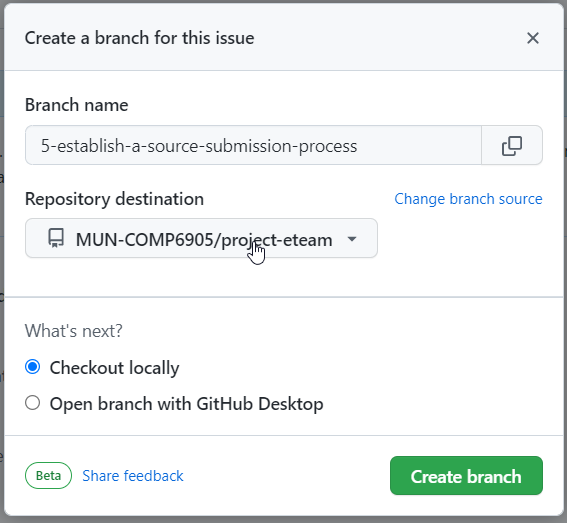 Create a branch for this issue
Branch name
5-establish-a-source-submission-process
Repository destination
Change branch source
MUN-COMP6905/project-eteam
What's next?
Checkout locally
Open branch with GitHub Desktop
Beta
Share feedback
Create branch